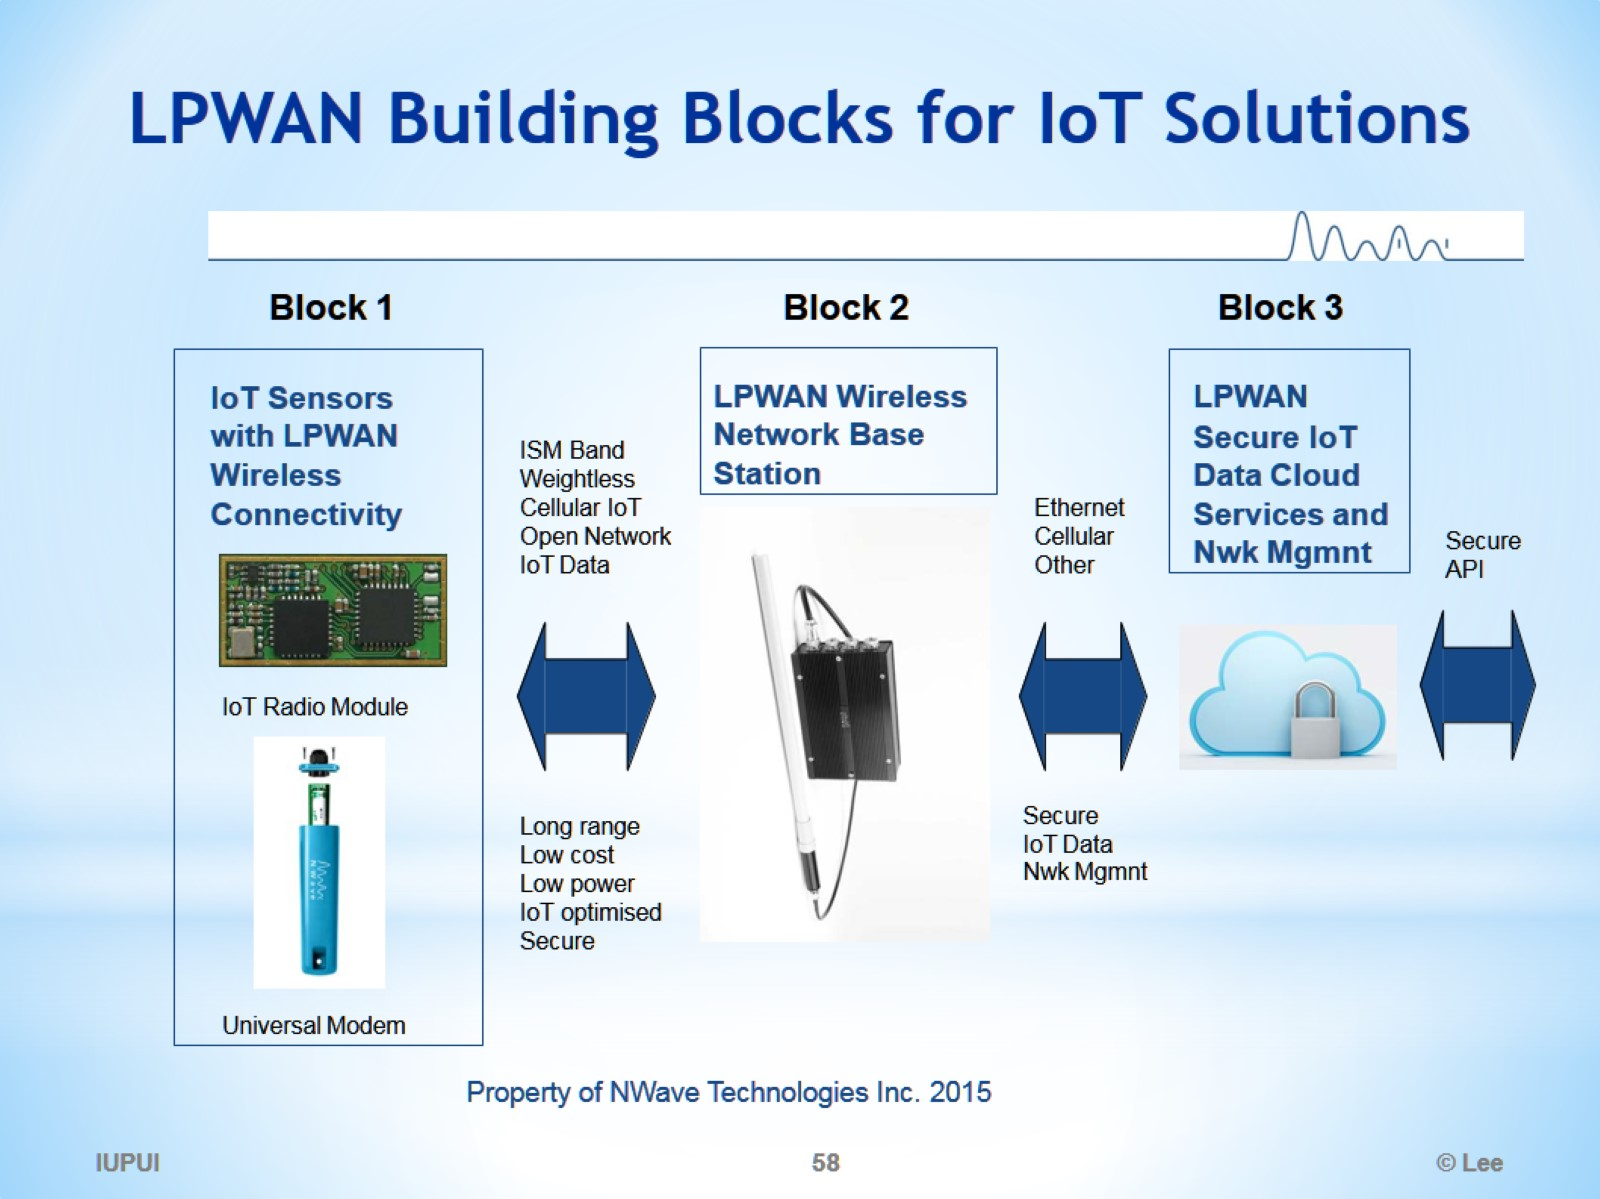 LPWAN Building Blocks for IoT Solutions
Block 1
IoT Sensors
with LPWAN
Wireless
Connectivity
IoT Radio Module
Universal Modem
ISM Band
Weightless
Cellular IoT
Open Network
IoT Data
Long range
Low cost
Low power
IoT optimised
Secure
Block 2
LPWAN Wireless
Network Base
Station
Ethernet
Cellular
Other
Secure
IoT Data
Nwk Mgmnt
Block 3
LPWAN
Secure IoT
Data Cloud
Services and
Nwk Mgmnt
Secure
API
Property of NWave Technologies Inc. 2015
IUPUI
58
© Lee